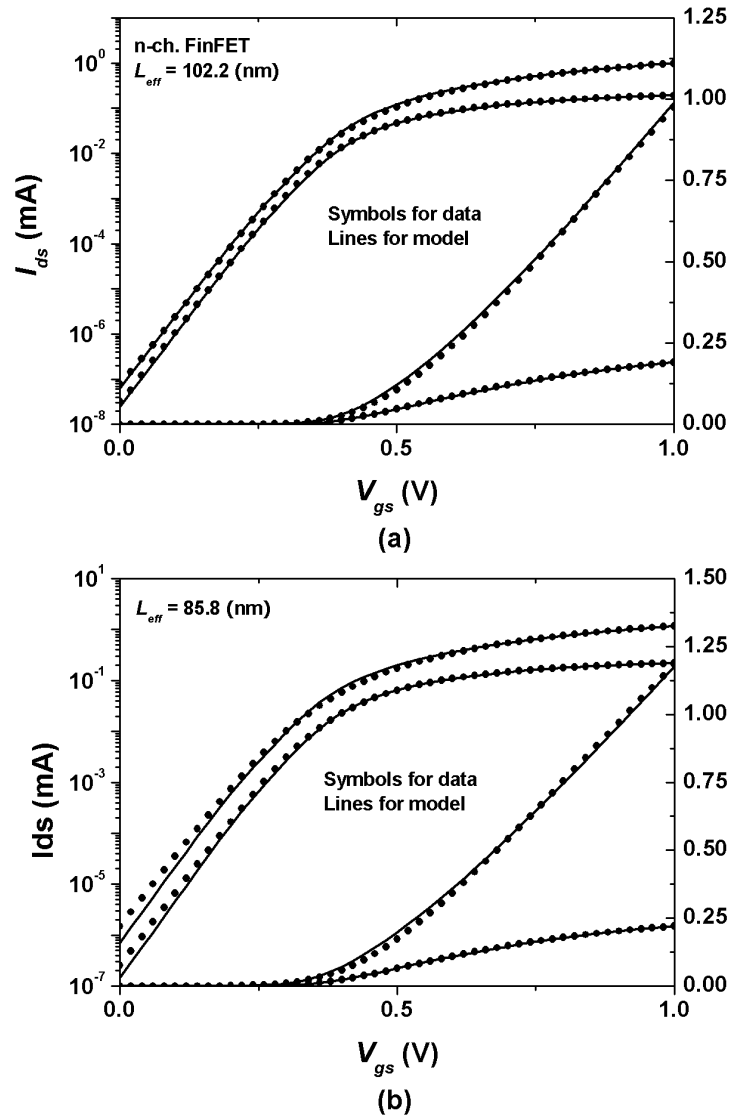 n-ch. FinFET
L_eff = 102.2 (nm)
Symbols for data
Lines for model
I_ds (mA)
10^0
10^-2
10^-4
10^-6
10^-8
1.25
1.00
0.75
0.50
0.25
0.00
0.0 0.5 1.0
V_gs (V)
(a)
L_eff = 85.8 (nm)
Symbols for data
Lines for model
Ids (mA)
10^1
10^-1
10^-3
10^-5
10^-7
1.50
1.25
1.00
0.75
0.50
0.25
0.00
0.0 0.5 1.0
V_gs (V)
(b)